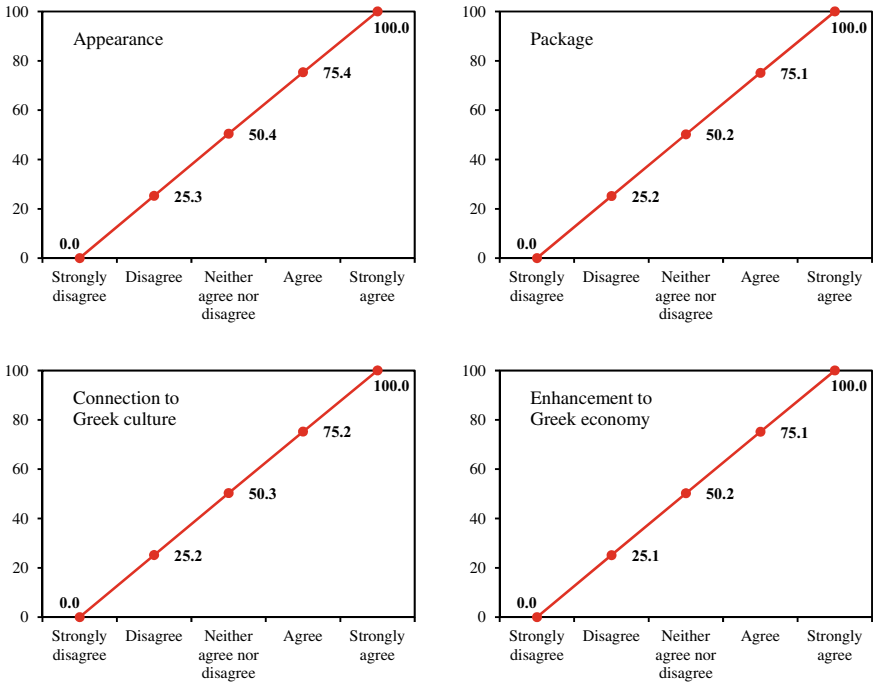 100
80
60
40
20
0
Appearance
0.0
25.3
50.4
75.4
100.0
Strongly
disagree
Disagree
Neither
agree nor
disagree
Agree
Strongly
agree
100
80
60
40
20
0
Package
0.0
25.2
50.2
75.1
100.0
Strongly
disagree
Disagree
Neither
agree nor
disagree
Agree
Strongly
agree
100
80
60
40
20
0
Connection to
Greek culture
0.0
25.2
50.3
75.2
100.0
Strongly
disagree
Disagree
Neither
agree nor
disagree
Agree
Strongly
agree
100
80
60
40
20
0
Enhancement to
Greek economy
0.0
25.1
50.2
75.1
100.0
Strongly
disagree
Disagree
Neither
agree nor
disagree
Agree
Strongly
agree